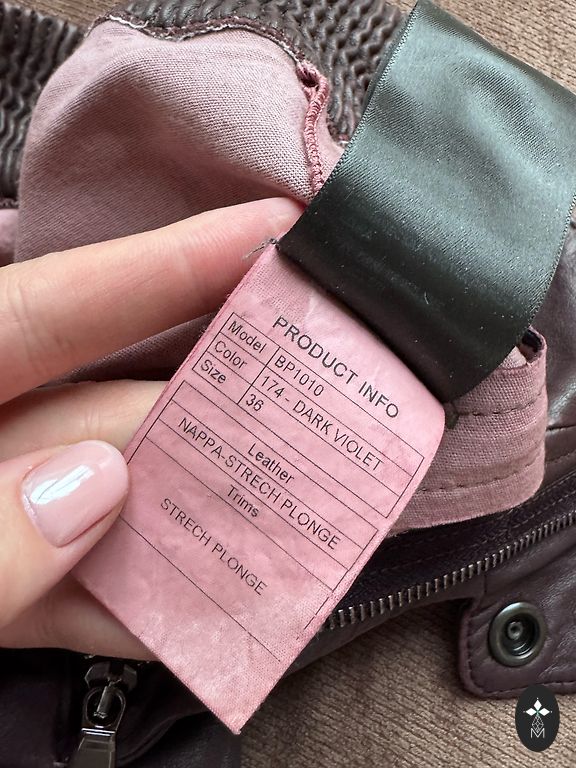 PRODUCT INFO
Model BP1010
Color 174 - DARK VIOLET
Size 36
Leather
NAPPA-STRECH PLONGE
Trims
STRECH PLONGE
M